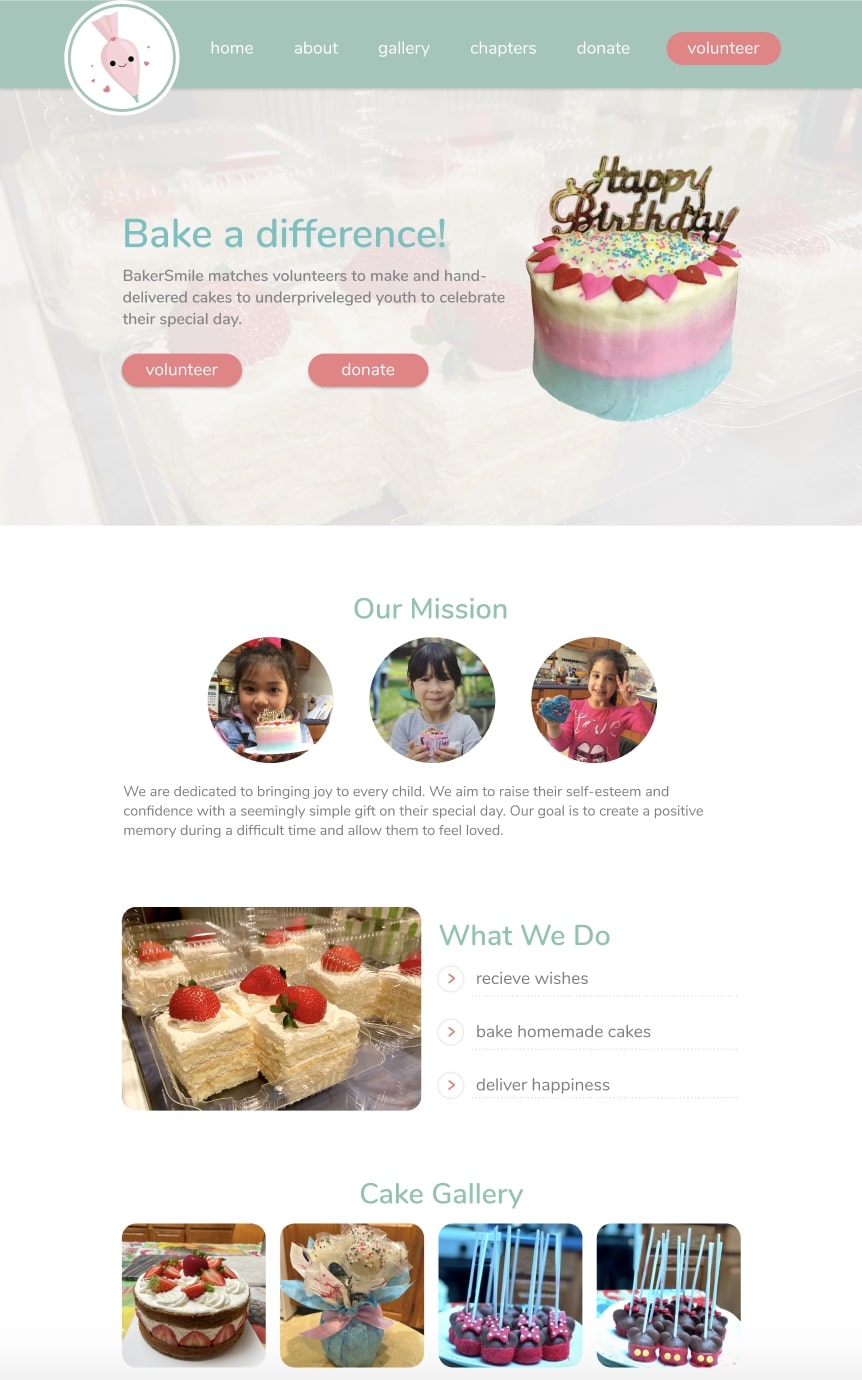 home about gallery chapters donate volunteer
Happy
Birthday
Bake a difference!
BakerSmile matches volunteers to make and hand-
delivered cakes to underpriveleged youth to celebrate
their special day.
volunteer donate
Our Mission
We are dedicated to bringing joy to every child. We aim to raise their self-esteem and
confidence with a seemingly simple gift on their special day. Our goal is to create a positive
memory during a difficult time and allow them to feel loved.
What We Do
recieve wishes
bake homemade cakes
deliver happiness
Cake Gallery